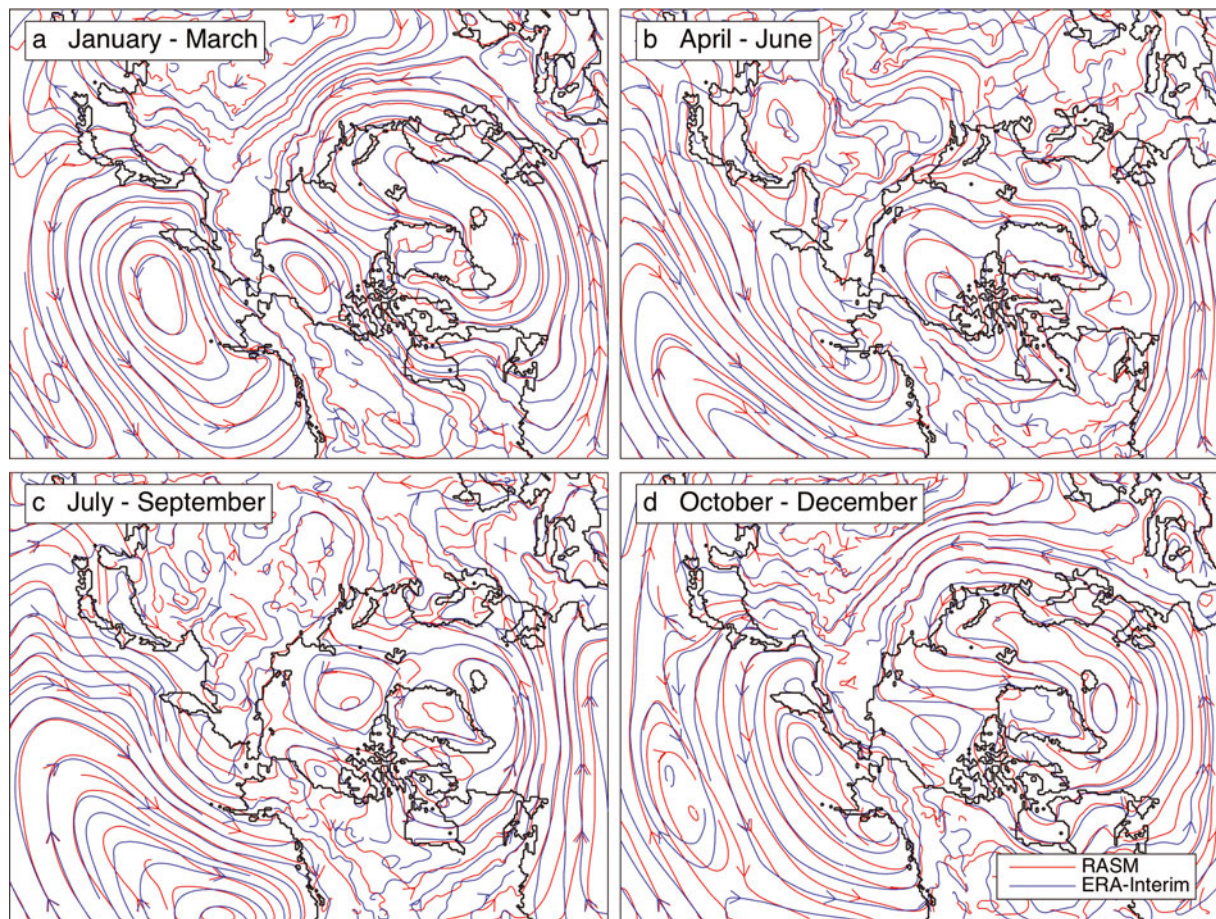 a January - March
b April - June
c July - September
d October - December
RASM
ERA-Interim